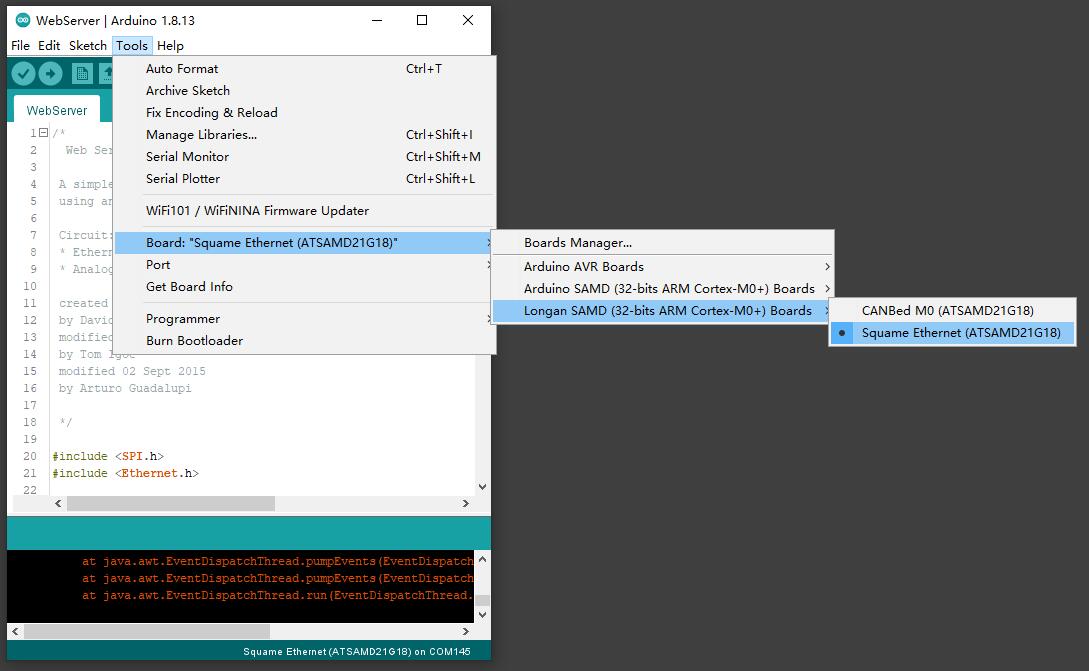 WebServer | Arduino 1.8.13
File Edit Sketch Tools Help
Auto Format Ctrl+T
Archive Sketch
Fix Encoding & Reload
Manage Libraries... Ctrl+Shift+I
Serial Monitor Ctrl+Shift+M
Serial Plotter Ctrl+Shift+L
WiFi101 / WiFiNINA Firmware Updater
Board: "Squame Ethernet (ATSAMD21G18)"
Port
Get Board Info
Programmer
Burn Bootloader
Boards Manager...
Arduino AVR Boards
Arduino SAMD (32-bits ARM Cortex-M0+) Boards
Longan SAMD (32-bits ARM Cortex-M0+) Boards
CANBed M0 (ATSAMD21G18)
Squame Ethernet (ATSAMD21G18)
WebServer
1 /*
2 Web Ser
3
4 A simple
5 using an
6
7 Circuit:
8 * Ethern
9 * Analog
10
11 created
12 by David
13 modified
14 by Tom Igoe
15 modified 02 Sept 2015
16 by Arturo Guadalupi
17
18 */
19
20 #include <SPI.h>
21 #include <Ethernet.h>
22
at java.awt.EventDispatchThread.pumpEvents(EventDispatch
at java.awt.EventDispatchThread.pumpEvents(EventDispatch
at java.awt.EventDispatchThread.run(EventDispatchThread.
Squame Ethernet (ATSAMD21G18) on COM145